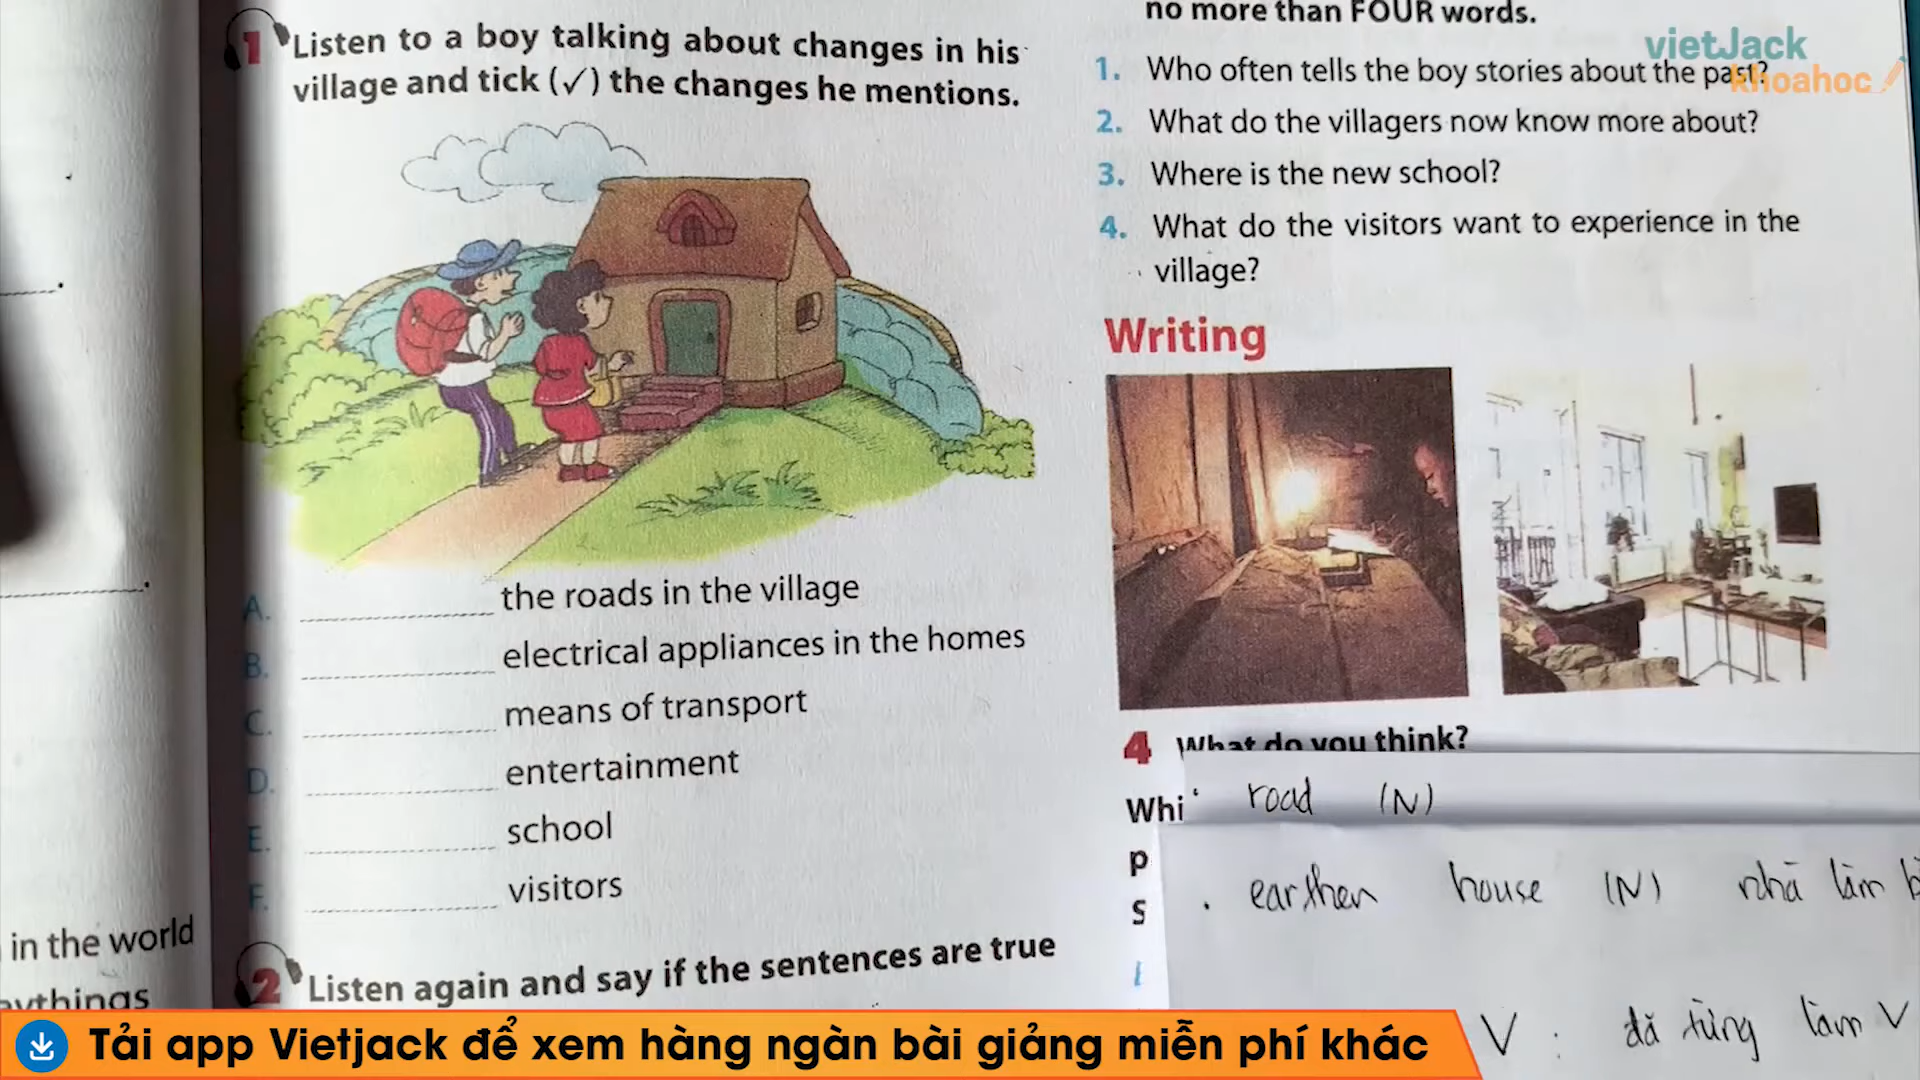 1 Listen to a boy talking about changes in his
village and tick (✓) the changes he mentions.
A. the roads in the village
B. electrical appliances in the homes
C. means of transport
D. entertainment
E. school
F. visitors
2 Listen again and say if the sentences are true
in the world
no more than FOUR words.
1. Who often tells the boy stories about the past?
2. What do the villagers now know more about?
3. Where is the new school?
4. What do the visitors want to experience in the
village?
Writing
4 What do you think?
Whi
p
S
road (N)
. earthen house (N) nhà làm b
V : đã từng làm V
vietJack
khoahoc
Tải app Vietjack để xem hàng ngàn bài giảng miễn phí khác